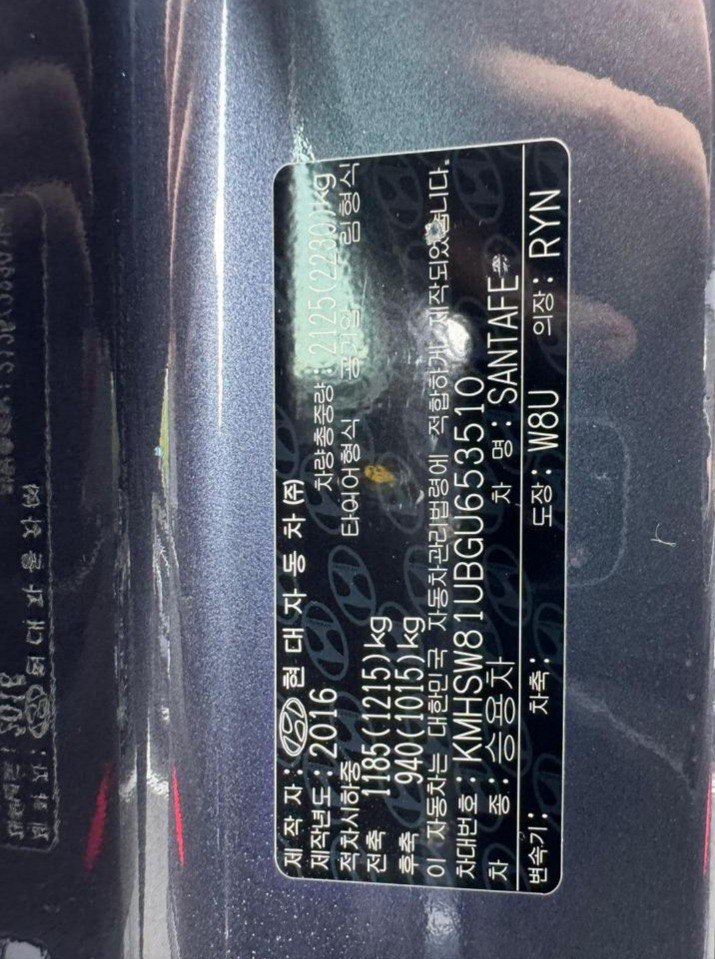 제 작 자 : 현 대 자 동 차 (주)
제작년도 : 2016 차량총중량 : 2125(2230)kg
적차시하중 타이어형식 공기압 림형식
전축 1185(1215)kg
후축 940(1015)kg
이 자동차는 대한민국 자동차관리법령에 적합하게 제작되었습니다.
차대번호 : KMHSW81UBGU653510
차 종 : 승용차 차 명 : SANTAFE
변속기 : 차축 : 도장 : W8U 의장 : RYN